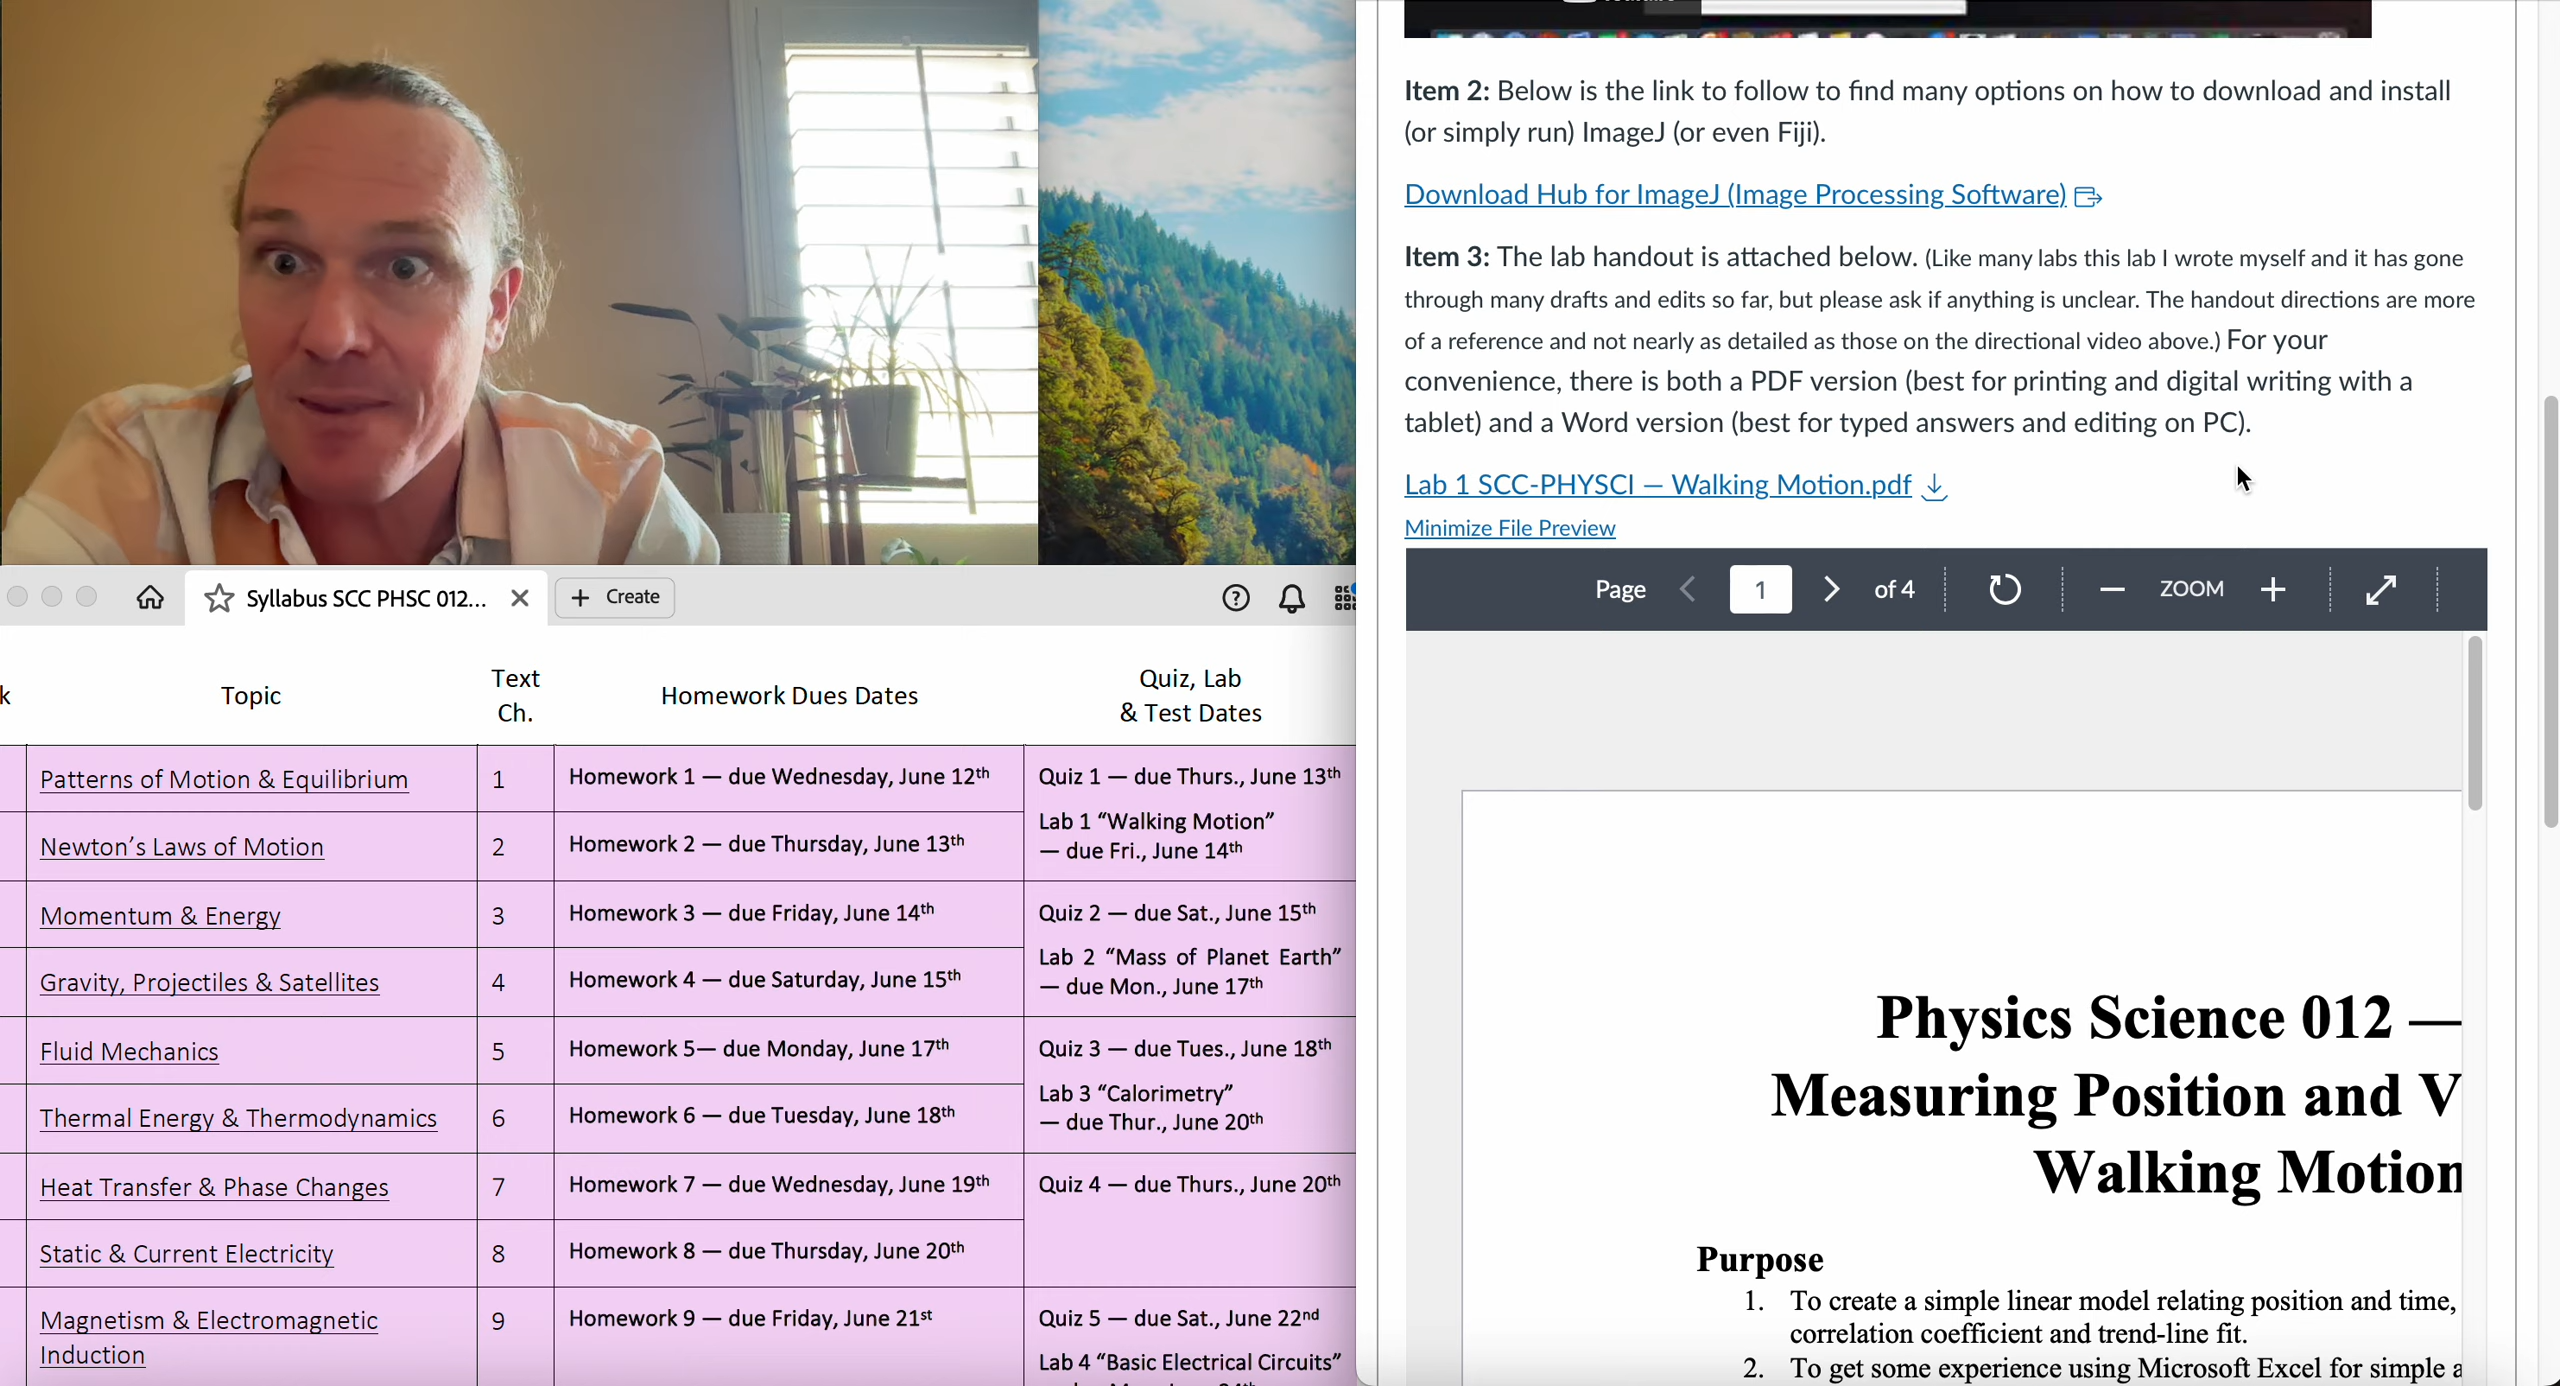 Item 2: Below is the link to follow to find many options on how to download and install
(or simply run) ImageJ (or even Fiji).
Download Hub for ImageJ (Image Processing Software)
Item 3: The lab handout is attached below. (Like many labs this lab I wrote myself and it has gone
through many drafts and edits so far, but please ask if anything is unclear. The handout directions are more
of a reference and not nearly as detailed as those on the directional video above.) For your
convenience, there is both a PDF version (best for printing and digital writing with a
tablet) and a Word version (best for typed answers and editing on PC).
Lab 1 SCC-PHYSCI — Walking Motion.pdf
Minimize File Preview
Page 1 of 4 ZOOM
Physics Science 012 —
Measuring Position and V
Walking Motion
Purpose
1. To create a simple linear model relating position and time,
correlation coefficient and trend-line fit.
2. To get some experience using Microsoft Excel for simple a
Syllabus SCC PHSC 012... Create
k Topic Text Ch. Homework Dues Dates Quiz, Lab & Test Dates
Patterns of Motion & Equilibrium 1 Homework 1 — due Wednesday, June 12th Quiz 1 — due Thurs., June 13th
Lab 1 “Walking Motion”
Newton’s Laws of Motion 2 Homework 2 — due Thursday, June 13th — due Fri., June 14th
Momentum & Energy 3 Homework 3 — due Friday, June 14th Quiz 2 — due Sat., June 15th
Lab 2 “Mass of Planet Earth”
Gravity, Projectiles & Satellites 4 Homework 4 — due Saturday, June 15th — due Mon., June 17th
Fluid Mechanics 5 Homework 5— due Monday, June 17th Quiz 3 — due Tues., June 18th
Lab 3 “Calorimetry”
Thermal Energy & Thermodynamics 6 Homework 6 — due Tuesday, June 18th — due Thur., June 20th
Heat Transfer & Phase Changes 7 Homework 7 — due Wednesday, June 19th Quiz 4 — due Thurs., June 20th
Static & Current Electricity 8 Homework 8 — due Thursday, June 20th
Magnetism & Electromagnetic 9 Homework 9 — due Friday, June 21st Quiz 5 — due Sat., June 22nd
Induction
Lab 4 “Basic Electrical Circuits”